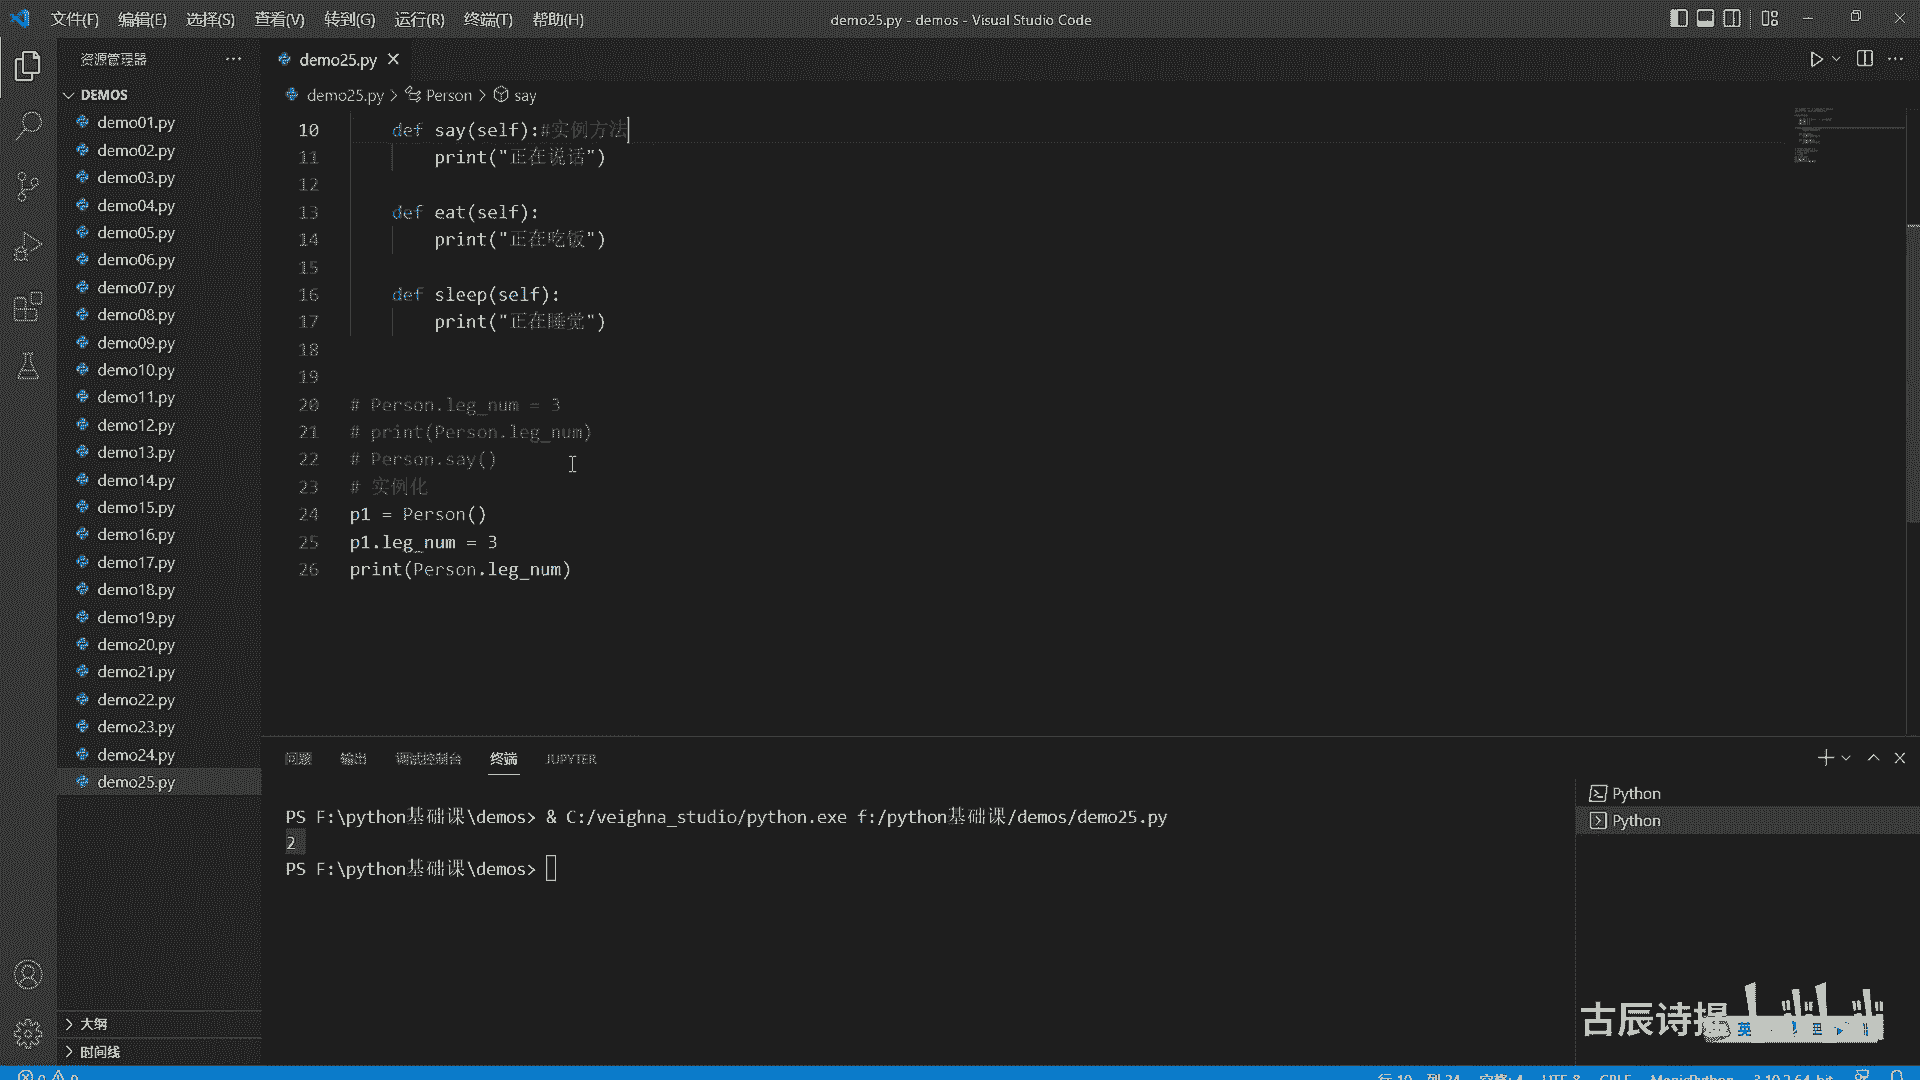 文件(F) 编辑(E) 选择(S) 查看(V) 转到(G) 运行(R) 终端(T) 帮助(H)
demo25.py - demos - Visual Studio Code
资源管理器
DEMOS
demo01.py
demo02.py
demo03.py
demo04.py
demo05.py
demo06.py
demo07.py
demo08.py
demo09.py
demo10.py
demo11.py
demo12.py
demo13.py
demo14.py
demo15.py
demo16.py
demo17.py
demo18.py
demo19.py
demo20.py
demo21.py
demo22.py
demo23.py
demo24.py
demo25.py
大纲
时间线
demo25.py
demo25.py > Person > say
10 def say(self):#实例方法
11 print("正在说话")
12
13 def eat(self):
14 print("正在吃饭")
15
16 def sleep(self):
17 print("正在睡觉")
18
19
20 # Person.leg_num = 3
21 # print(Person.leg_num)
22 # Person.say()
23 # 实例化
24 p1 = Person()
25 p1.leg_num = 3
26 print(Person.leg_num)
问题 输出 调试控制台 终端 JUPYTER
PS F:\python基础课\demos> & C:/veighna_studio/python.exe f:/python基础课/demos/demo25.py
2
PS F:\python基础课\demos>
Python
Python
古辰诗提
英
行 10, 列 24 空格: 4 UTF-8 CRLF MagicPython 3.10.2 64-bit